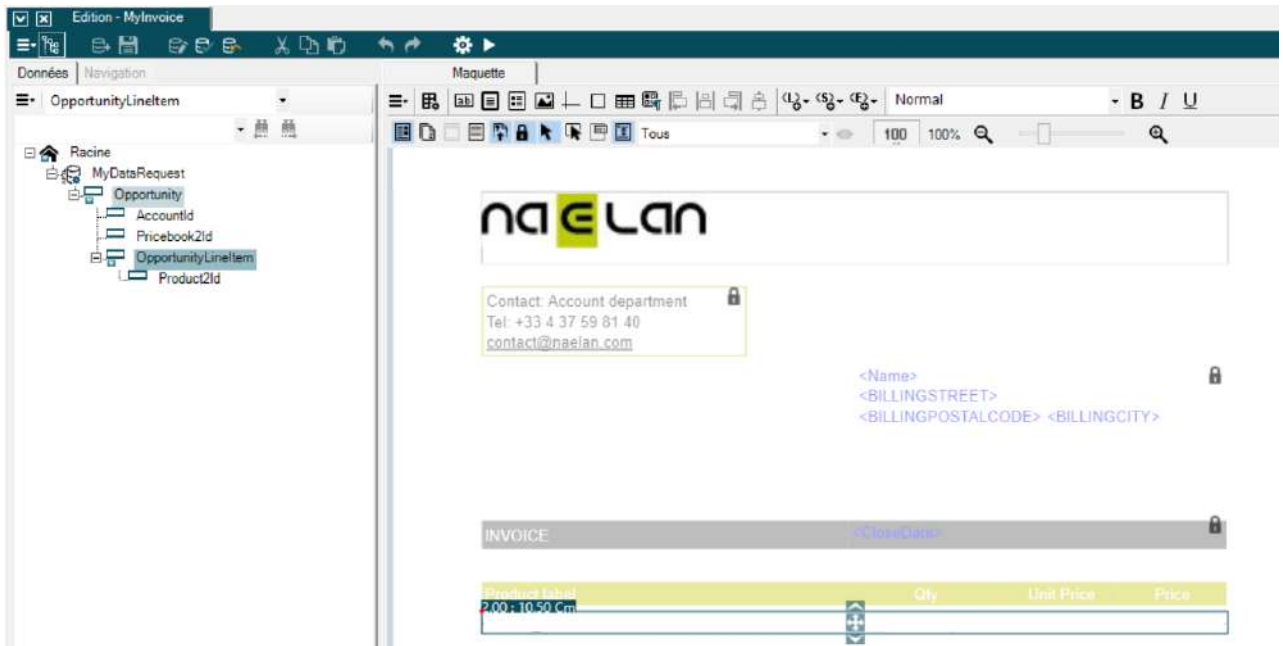 Edition - MyInvoice
Données Navigation
Maquette
OpportunityLineItem
Normal
B I U
Tous
100 100%
Racine
MyDataRequest
Opportunity
AccountId
Pricebook2Id
OpportunityLineItem
Product2Id
naelan
Contact: Account department
Tel: +33 4 37 59 81 40
contact@naelan.com
<Name>
<BILLINGSTREET>
<BILLINGPOSTALCODE> <BILLINGCITY>
INVOICE <CloseDate>
Product label Qty Unit Price Price
2.00 : 10.50 Cm